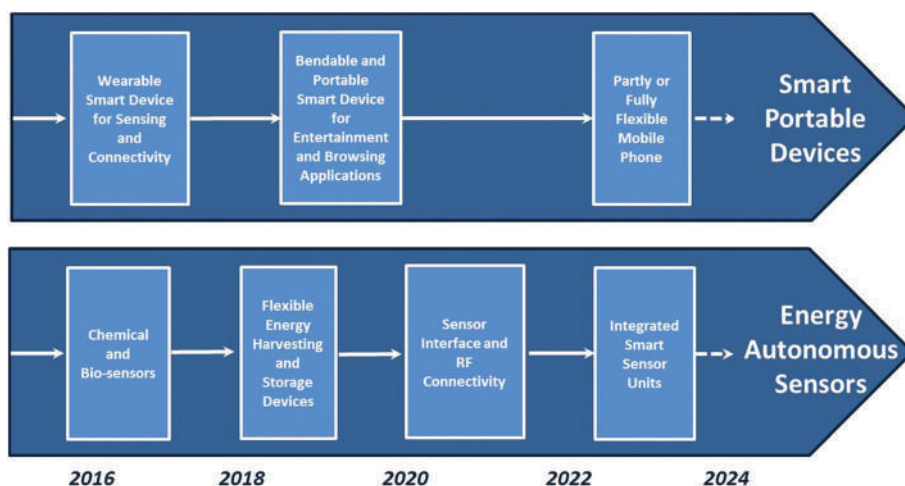 Wearable
Smart Device
for Sensing
and
Connectivity
Bendable and
Portable
Smart Device
for
Entertainment
and Browsing
Applications
Partly or
Fully
Flexible
Mobile
Phone
Smart
Portable
Devices
Chemical
and
Bio-sensors
Flexible
Energy
Harvesting
and
Storage
Devices
Sensor
Interface and
RF
Connectivity
Integrated
Smart
Sensor
Units
Energy
Autonomous
Sensors
2016
2018
2020
2022
2024